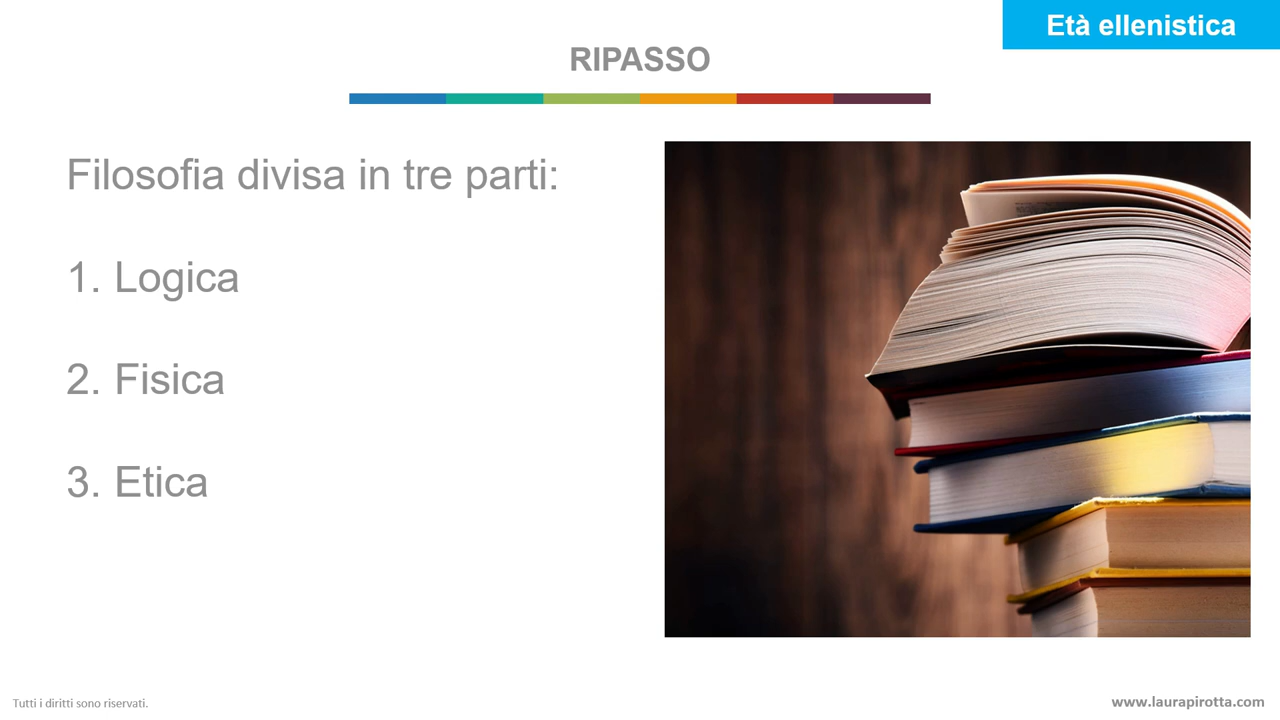 Età ellenistica
RIPASSO
Filosofia divisa in tre parti:
1. Logica
2. Fisica
3. Etica
Tutti i diritti sono riservati.
www.laurapirotta.com